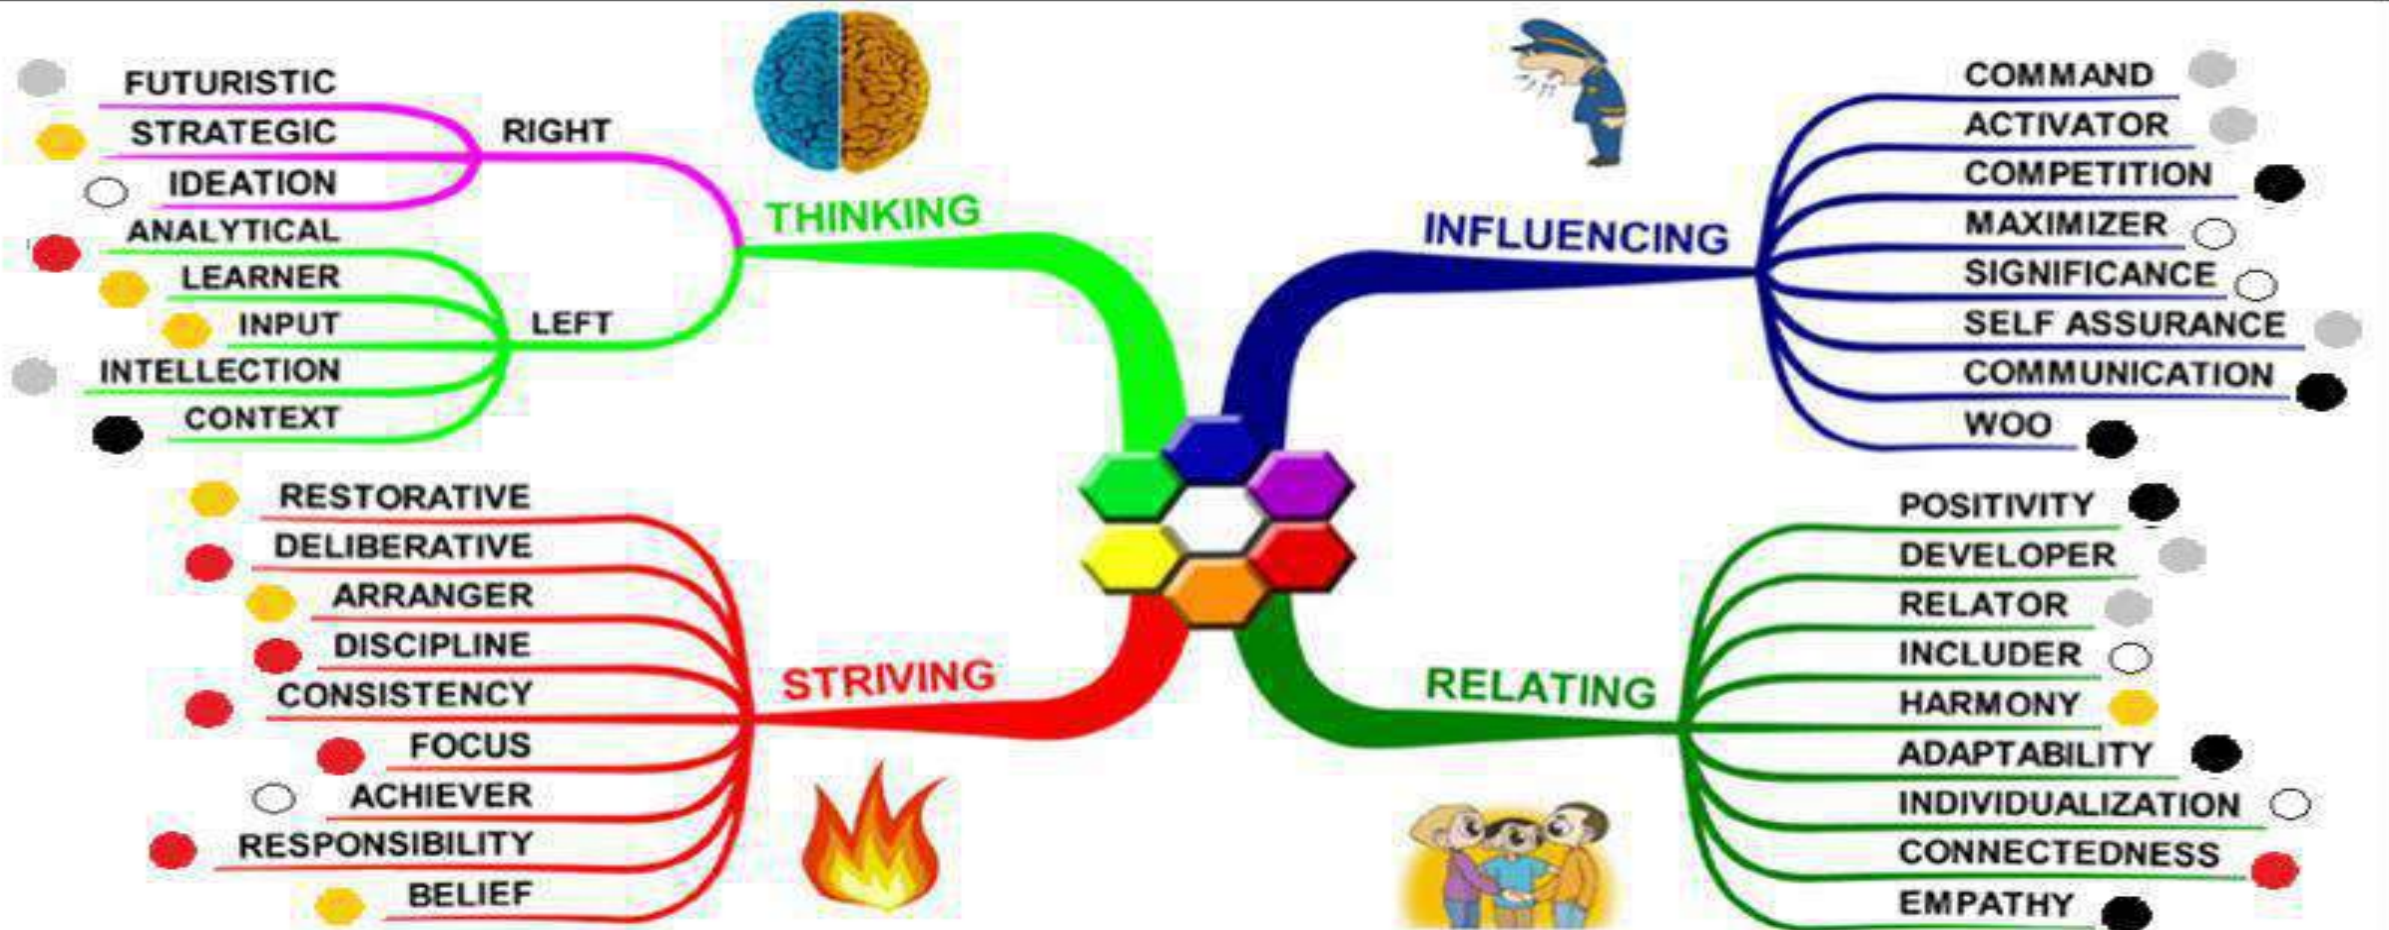 FUTURISTIC
STRATEGIC
IDEATION
RIGHT
ANALYTICAL
LEARNER
INPUT
INTELLECTION
CONTEXT
LEFT
THINKING
INFLUENCING
COMMAND
ACTIVATOR
COMPETITION
MAXIMIZER
SIGNIFICANCE
SELF ASSURANCE
COMMUNICATION
WOO
RESTORATIVE
DELIBERATIVE
ARRANGER
DISCIPLINE
CONSISTENCY
FOCUS
ACHIEVER
RESPONSIBILITY
BELIEF
STRIVING
RELATING
POSITIVITY
DEVELOPER
RELATOR
INCLUDER
HARMONY
ADAPTABILITY
INDIVIDUALIZATION
CONNECTEDNESS
EMPATHY